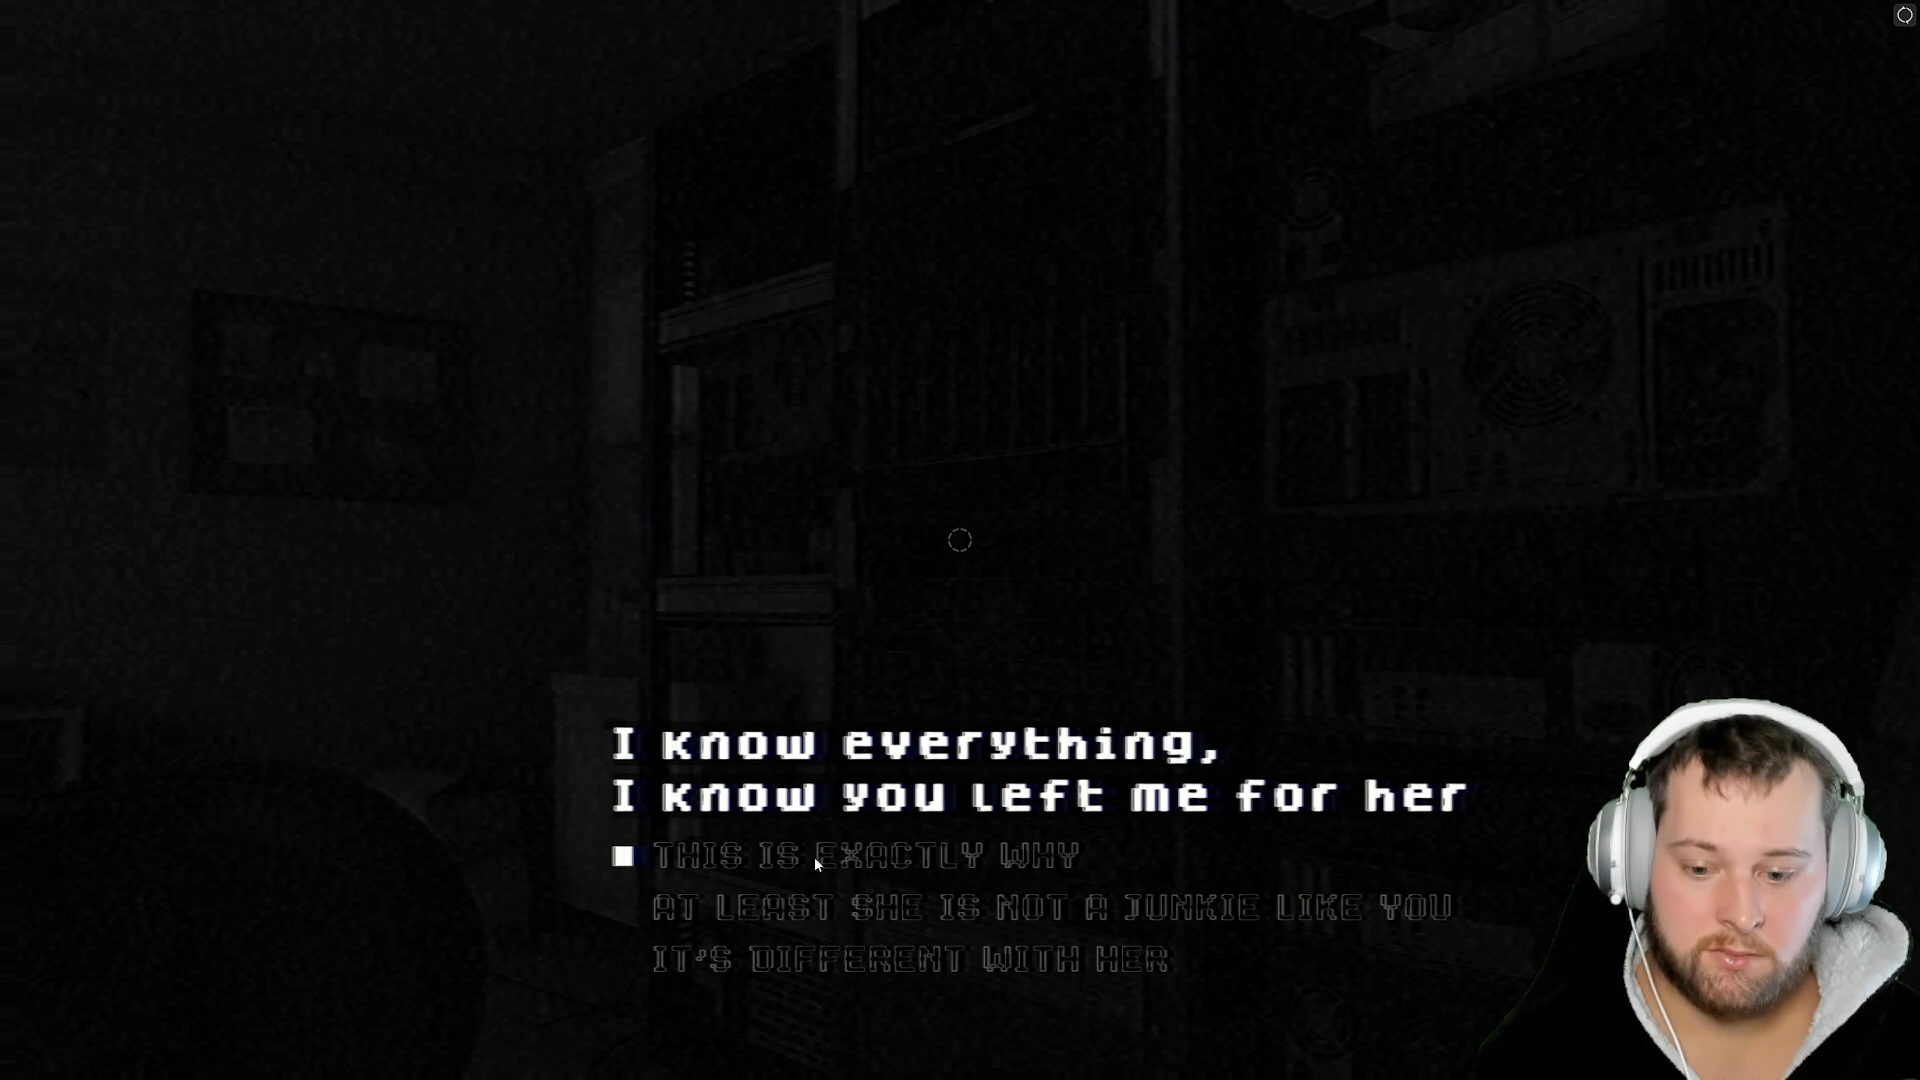 I know everything,
I know you left me for her
THIS IS EXACTLY WHY
AT LEAST SHE IS NOT A JUNKIE LIKE YOU
IT'S DIFFERENT WITH HER